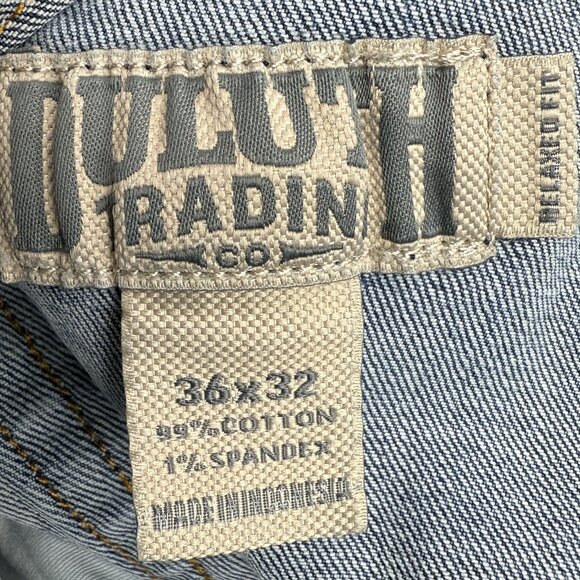 DULUTH
TRADIN
CO
RELAXED FIT
36x32
99% COTTON
1% SPANDEX
MADE IN INDONESIA